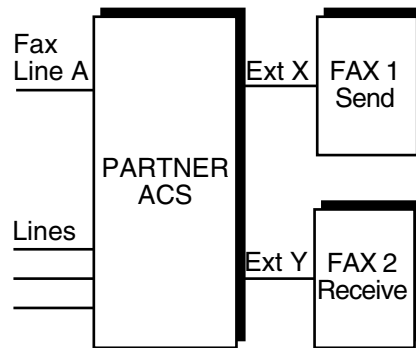 Fax
Line A
Ext X
FAX 1
Send
PARTNER
ACS
Lines
Ext Y
FAX 2
Receive